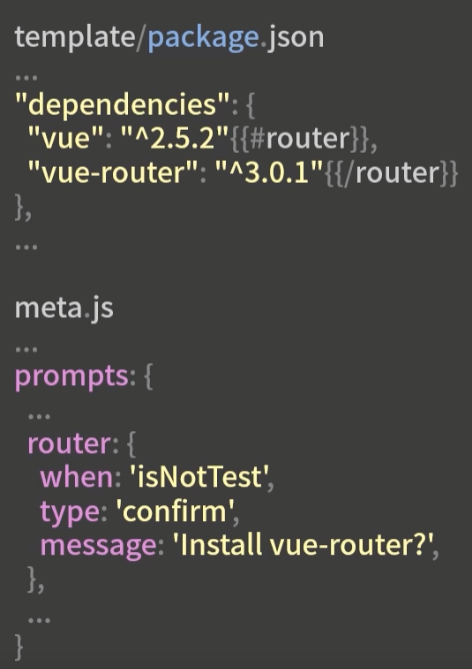 template/package.json
...
"dependencies": {
"vue": "^2.5.2"{{#router}},
"vue-router": "^3.0.1"{{/router}}
},
...
meta.js
...
prompts: {
...
router: {
when: 'isNotTest',
type: 'confirm',
message: 'Install vue-router?',
},
...
}